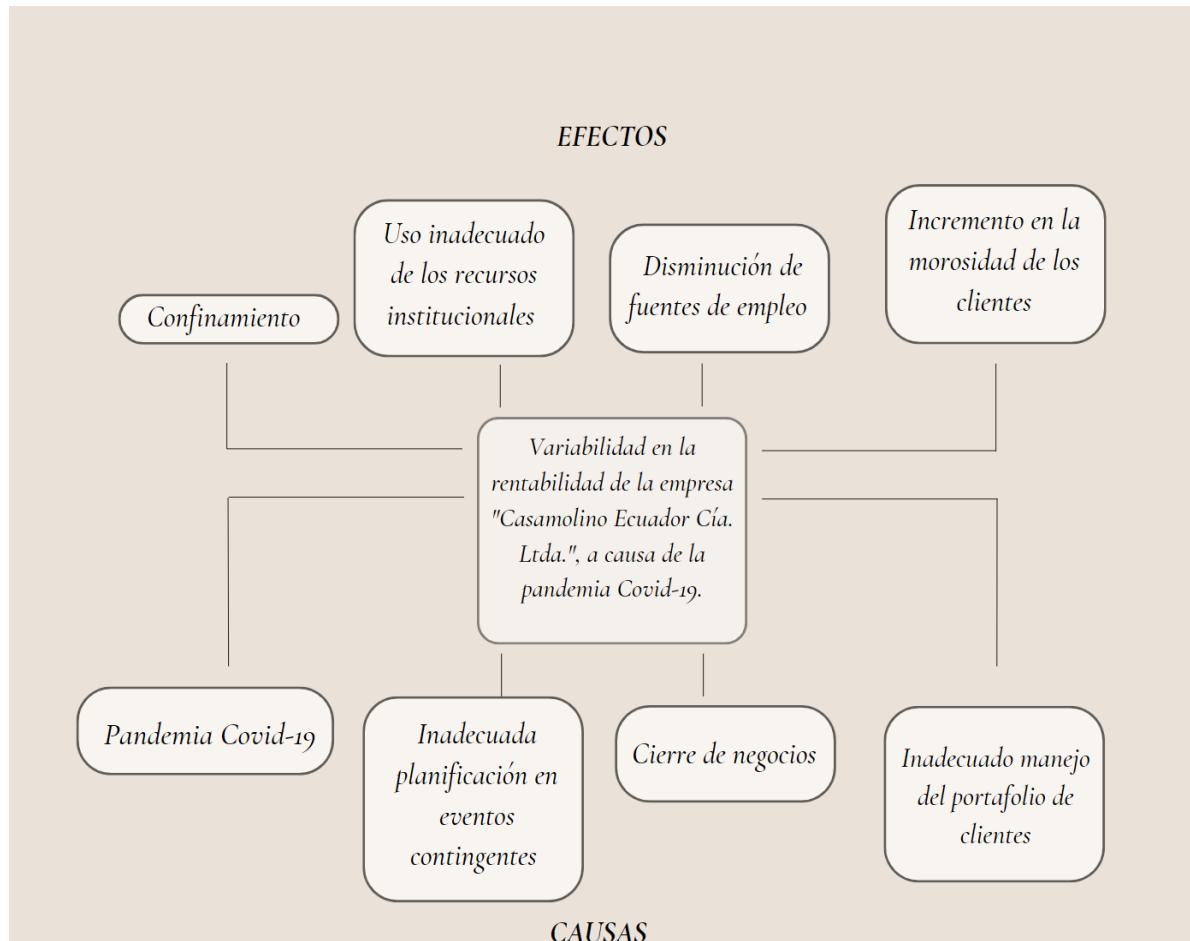 EFECTOS
Confinamiento
Uso inadecuado
de los recursos
institucionales
Disminución de
fuentes de empleo
Incremento en la
morosidad de los
clientes
Variabilidad en la
rentabilidad de la empresa
"Casamolino Ecuador Cía.
Ltda.", a causa de la
pandemia Covid-19.
Pandemia Covid-19
Inadecuada
planificación en
eventos
contingentes
Cierre de negocios
Inadecuado manejo
del portafolio de
clientes
CAUSAS